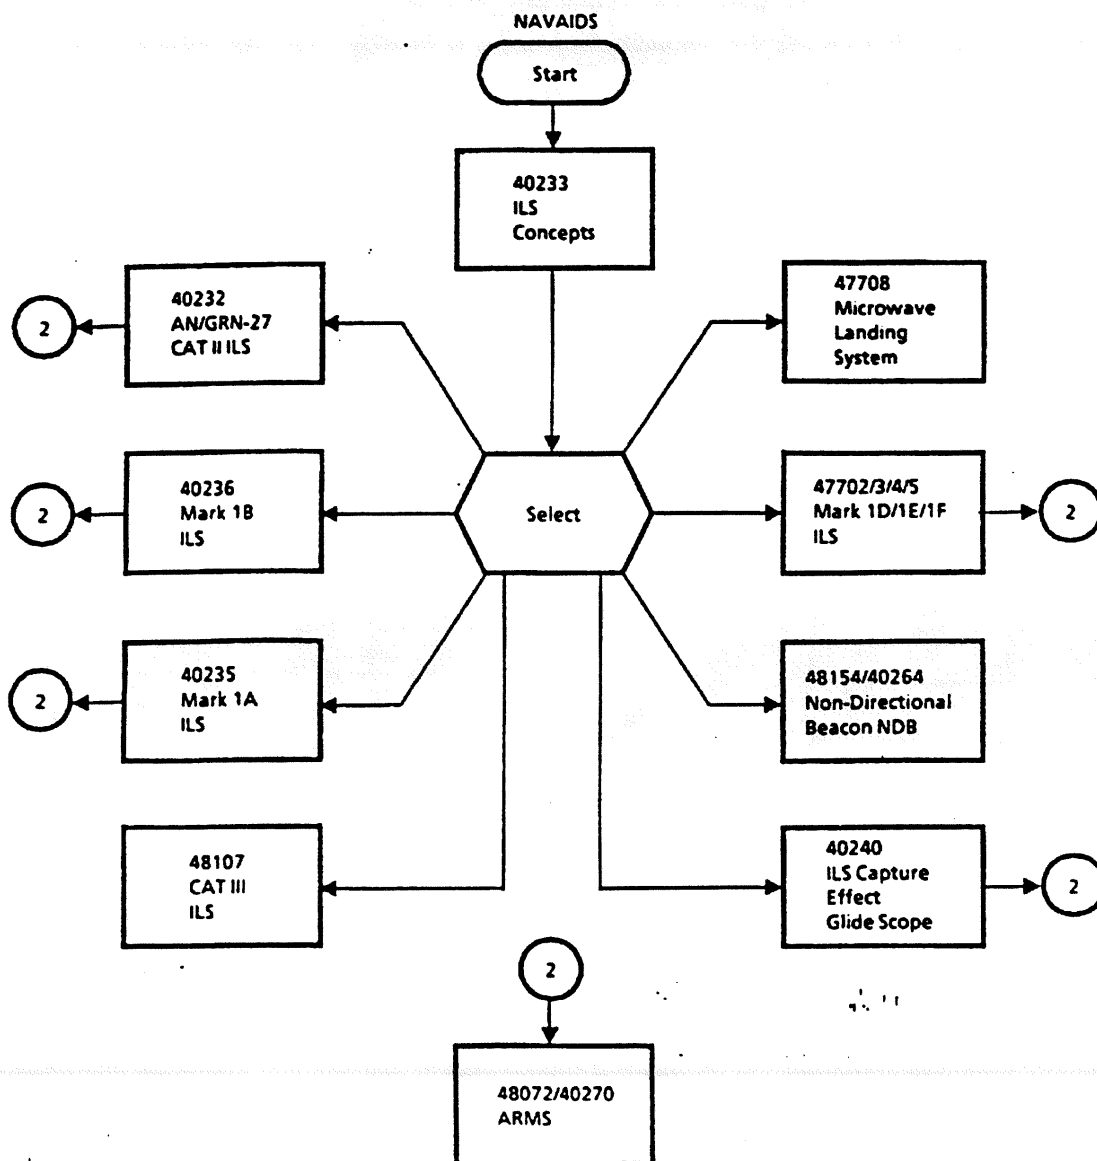 NAVAIDS
Start
40233
ILS
Concepts
40232
AN/GRN-27
CAT II ILS
2
47708
Microwave
Landing
System
40236
Mark 1B
ILS
2
Select
47702/3/4/5
Mark 1D/1E/1F
ILS
2
40235
Mark 1A
ILS
2
48154/40264
Non-Directional
Beacon NDB
48107
CAT III
ILS
40240
ILS Capture
Effect
Glide Scope
2
2
48072/40270
ARMS